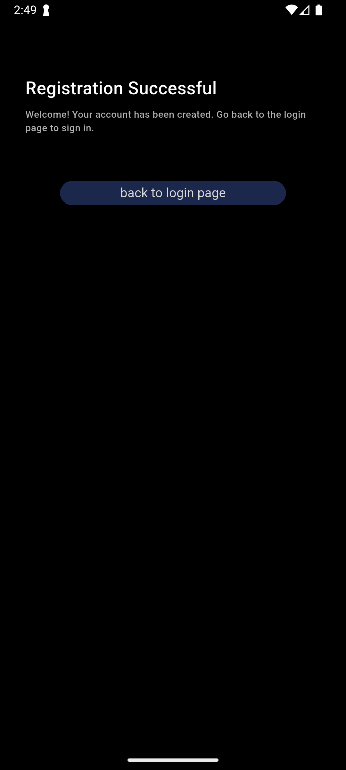 2:49
Registration Successful
Welcome! Your account has been created. Go back to the login
page to sign in.
back to login page